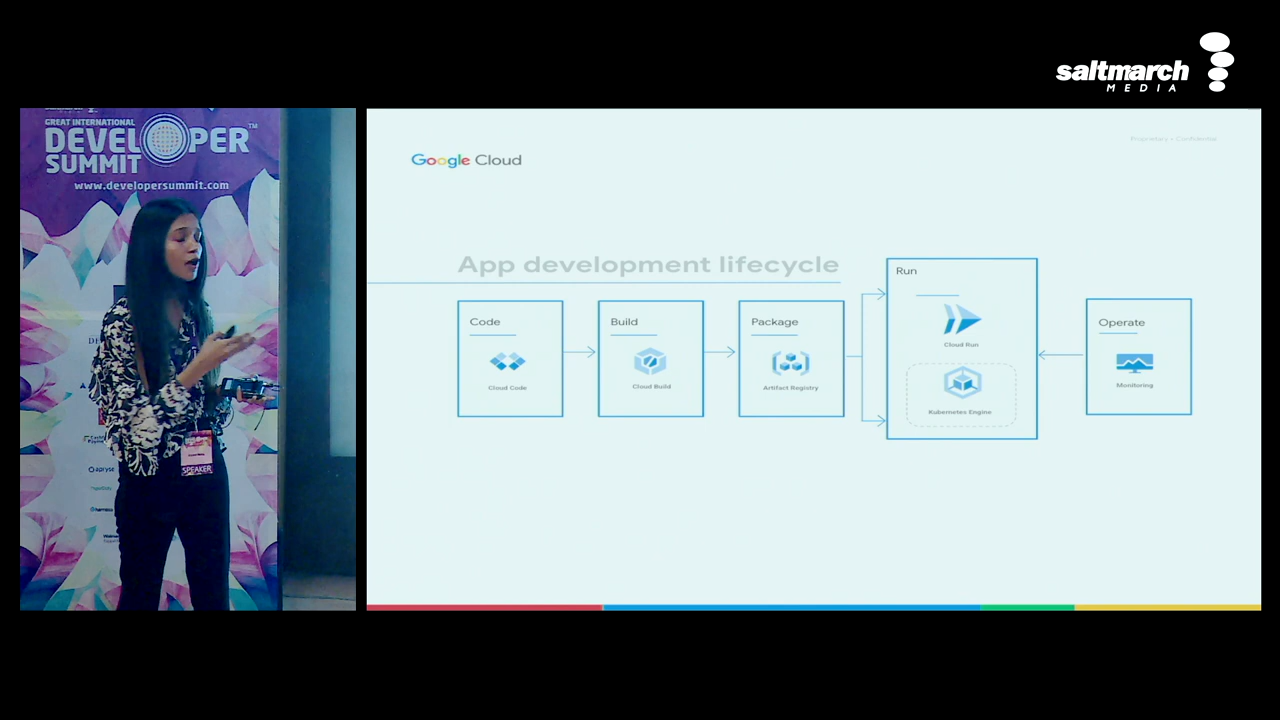 saltmarch
MEDIA
GREAT INTERNATIONAL
DEVELOPER™
SUMMIT
www.developersummit.com
SPEAKER
Proprietary + Confidential
Google Cloud
App development lifecycle
Code
Cloud Code
Build
Cloud Build
Package
Artifact Registry
Run
Cloud Run
Kubernetes Engine
Operate
Monitoring